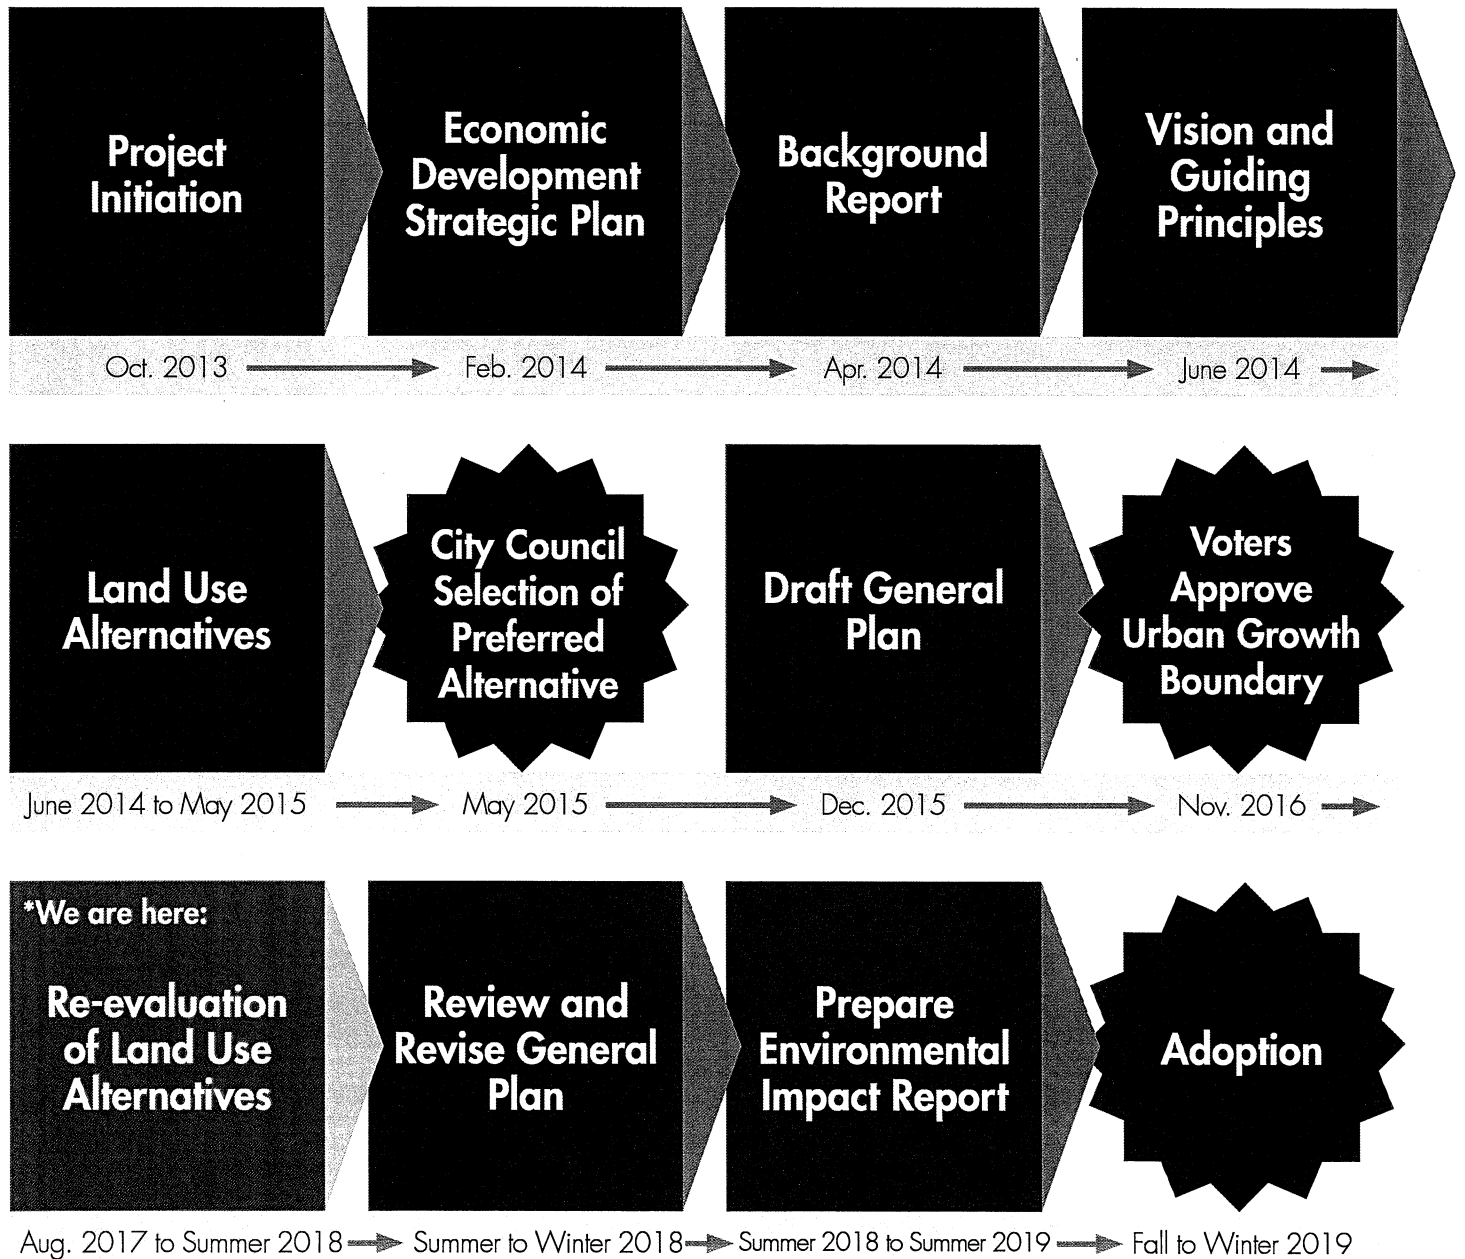 Project
Initiation
Economic
Development
Strategic Plan
Background
Report
Vision and
Guiding
Principles
Oct. 2013
Feb. 2014
Apr. 2014
June 2014
Land Use
Alternatives
City Council
Selection of
Preferred
Alternative
Draft General
Plan
Voters
Approve
Urban Growth
Boundary
June 2014 to May 2015
May 2015
Dec. 2015
Nov. 2016
*We are here:
Re-evaluation
of Land Use
Alternatives
Review and
Revise General
Plan
Prepare
Environmental
Impact Report
Adoption
Aug. 2017 to Summer 2018
Summer to Winter 2018
Summer 2018 to Summer 2019
Fall to Winter 2019